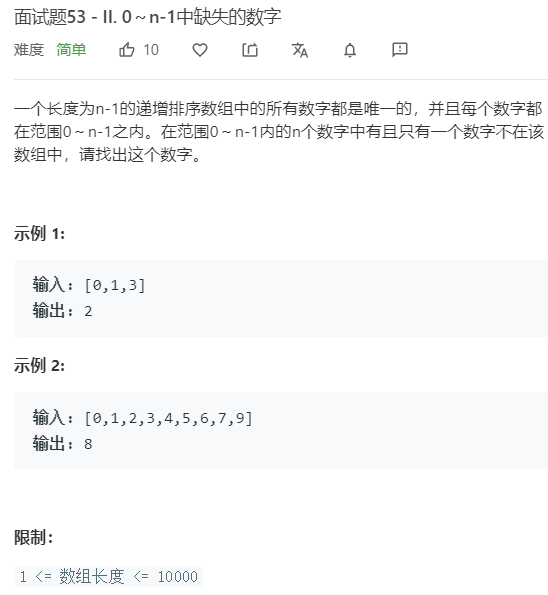 面试题53 - II. 0～n-1中缺失的数字
难度 简单 10
一个长度为n-1的递增排序数组中的所有数字都是唯一的，并且每个数字都
在范围0～n-1之内。在范围0～n-1内的n个数字中有且只有一个数字不在该
数组中，请找出这个数字。
示例 1:
输入: [0,1,3]
输出: 2
示例 2:
输入: [0,1,2,3,4,5,6,7,9]
输出: 8
限制：
1 <= 数组长度 <= 10000